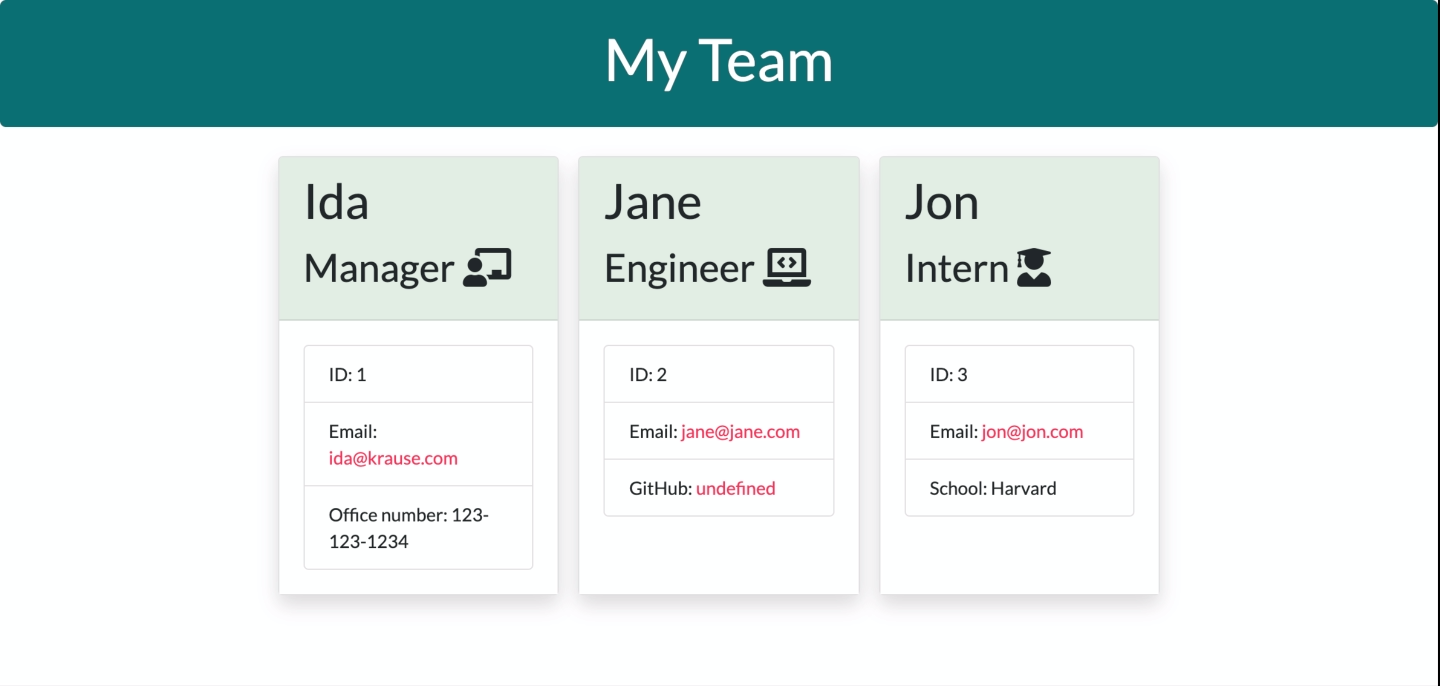 My Team
Ida
Manager
ID: 1
Email:
ida@krause.com
Office number: 123-
123-1234
Jane
Engineer
ID: 2
Email: jane@jane.com
GitHub: undefined
Jon
Intern
ID: 3
Email: jon@jon.com
School: Harvard